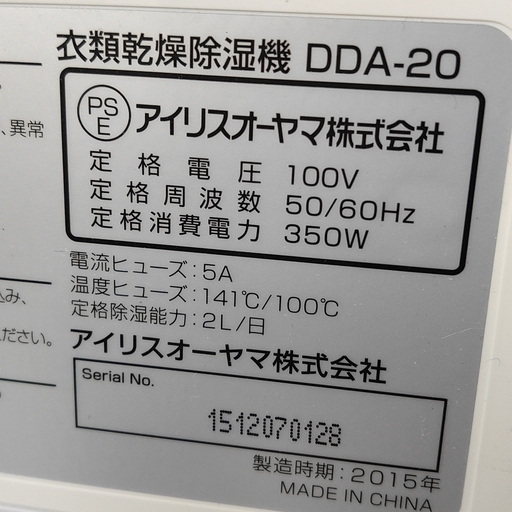 衣類乾燥除湿機 DDA-20
、異常
PS
E
アイリスオーヤマ株式会社
定格電圧 100V
定格周波数 50/60Hz
定格消費電力 350W
電流ヒューズ:5A
温度ヒューズ:141℃/100℃
込み、
定格除湿能力:2L/日
ください。
アイリスオーヤマ株式会社
Serial No.
1512070128
製造時期:2015年
MADE IN CHINA